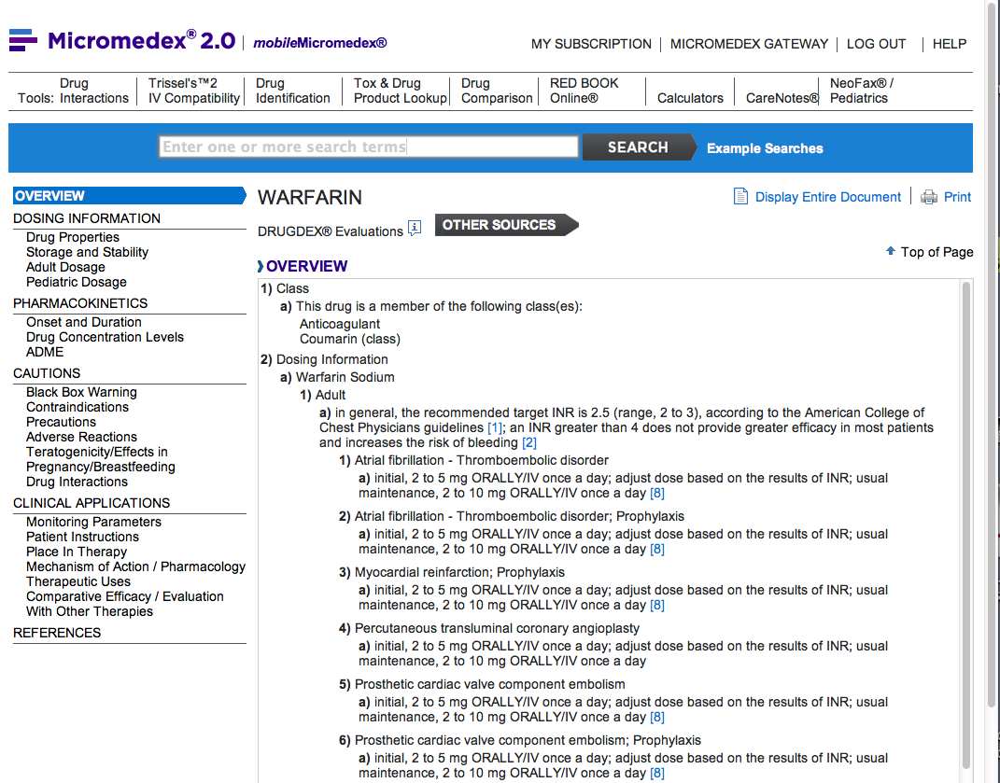 Micromedex® 2.0 | mobileMicromedex®
MY SUBSCRIPTION | MICROMEDEX GATEWAY | LOG OUT | HELP
Tools: Drug Interactions
Trissel's™2 IV Compatibility
Drug Identification
Tox & Drug Product Lookup
Drug Comparison
RED BOOK Online®
Calculators
CareNotes®
NeoFax® / Pediatrics
Enter one or more search terms
SEARCH
Example Searches
OVERVIEW
DOSING INFORMATION
Drug Properties
Storage and Stability
Adult Dosage
Pediatric Dosage
PHARMACOKINETICS
Onset and Duration
Drug Concentration Levels
ADME
CAUTIONS
Black Box Warning
Contraindications
Precautions
Adverse Reactions
Teratogenicity/Effects in
Pregnancy/Breastfeeding
Drug Interactions
CLINICAL APPLICATIONS
Monitoring Parameters
Patient Instructions
Place In Therapy
Mechanism of Action / Pharmacology
Therapeutic Uses
Comparative Efficacy / Evaluation
With Other Therapies
REFERENCES
WARFARIN
Display Entire Document
Print
DRUGDEX® Evaluations
OTHER SOURCES
Top of Page
OVERVIEW
1) Class
a) This drug is a member of the following class(es):
Anticoagulant
Coumarin (class)
2) Dosing Information
a) Warfarin Sodium
1) Adult
a) in general, the recommended target INR is 2.5 (range, 2 to 3), according to the American College of
Chest Physicians guidelines [1]; an INR greater than 4 does not provide greater efficacy in most patients
and increases the risk of bleeding [2]
1) Atrial fibrillation - Thromboembolic disorder
a) initial, 2 to 5 mg ORALLY/IV once a day; adjust dose based on the results of INR; usual
maintenance, 2 to 10 mg ORALLY/IV once a day [8]
2) Atrial fibrillation - Thromboembolic disorder; Prophylaxis
a) initial, 2 to 5 mg ORALLY/IV once a day; adjust dose based on the results of INR; usual
maintenance, 2 to 10 mg ORALLY/IV once a day [8]
3) Myocardial reinfarction; Prophylaxis
a) initial, 2 to 5 mg ORALLY/IV once a day; adjust dose based on the results of INR; usual
maintenance, 2 to 10 mg ORALLY/IV once a day [8]
4) Percutaneous transluminal coronary angioplasty
a) initial, 2 to 5 mg ORALLY/IV once a day; adjust dose based on the results of INR; usual
maintenance, 2 to 10 mg ORALLY/IV once a day
5) Prosthetic cardiac valve component embolism
a) initial, 2 to 5 mg ORALLY/IV once a day; adjust dose based on the results of INR; usual
maintenance, 2 to 10 mg ORALLY/IV once a day [8]
6) Prosthetic cardiac valve component embolism; Prophylaxis
a) initial, 2 to 5 mg ORALLY/IV once a day; adjust dose based on the results of INR; usual
maintenance, 2 to 10 mg ORALLY/IV once a day [8]